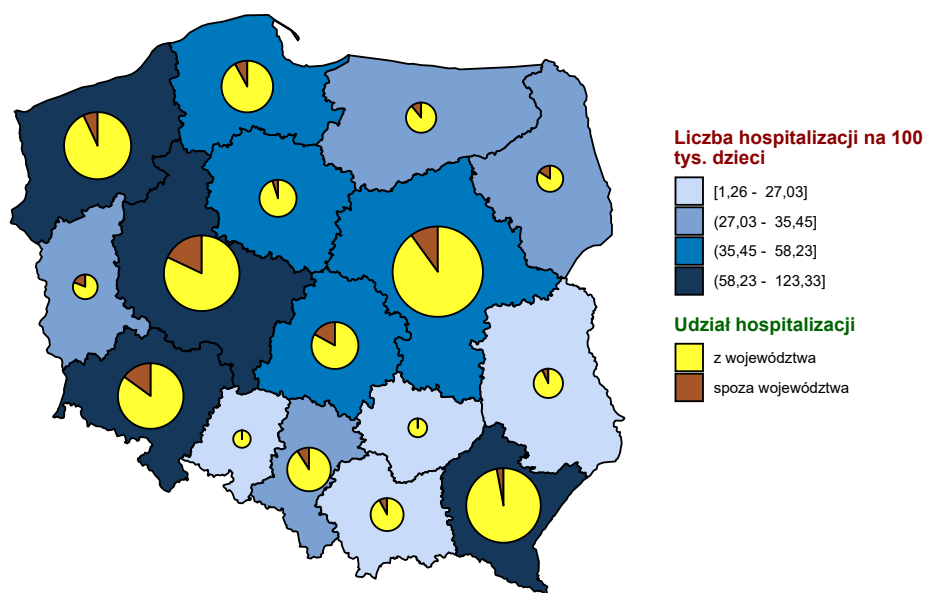 Liczba hospitalizacji na 100
tys. dzieci
[1,26 - 27,03]
(27,03 - 35,45]
(35,45 - 58,23]
(58,23 - 123,33]
Udział hospitalizacji
z województwa
spoza województwa